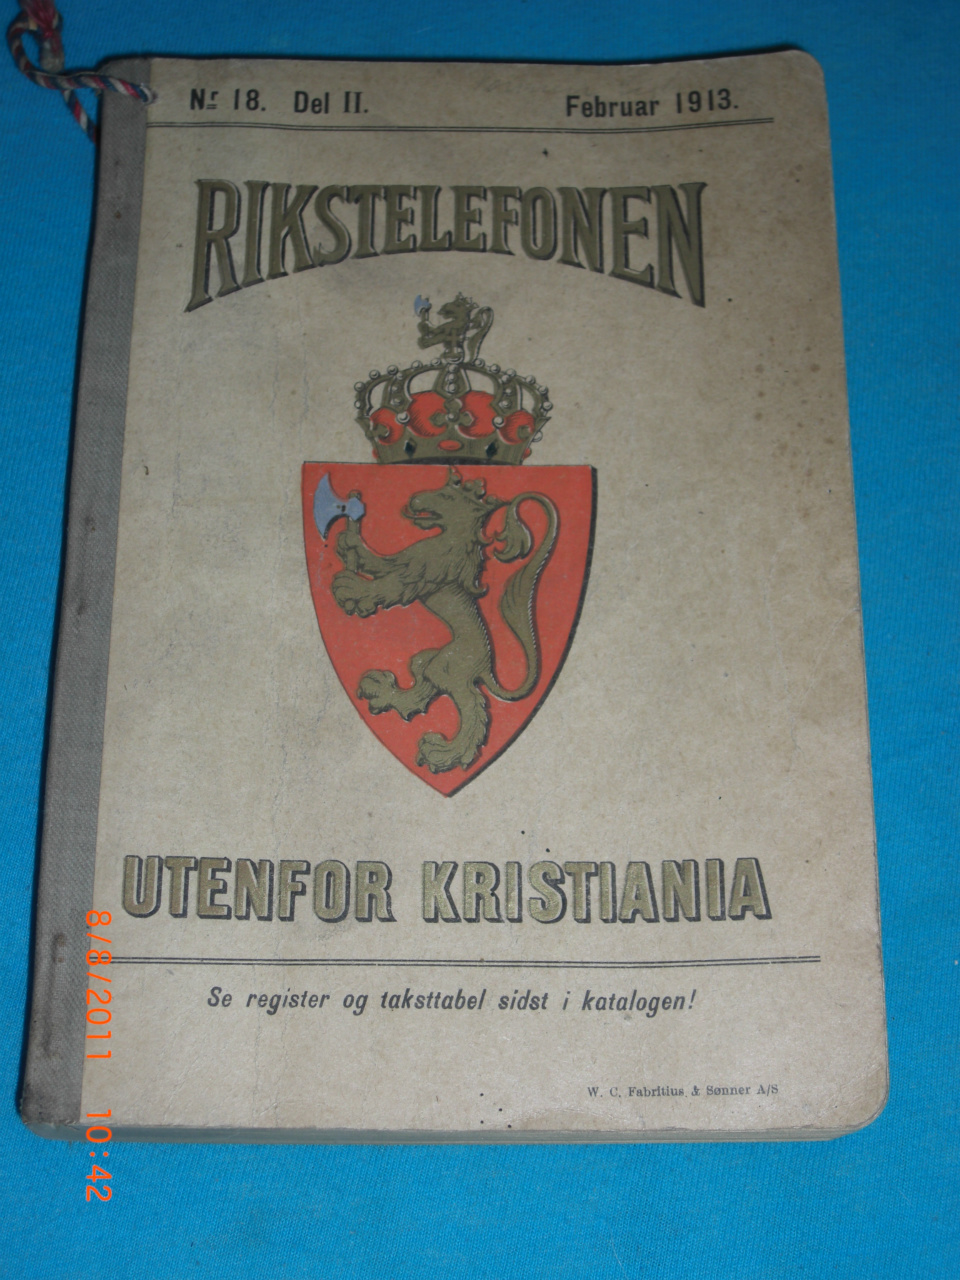 Nr 18. Del II. Februar 1913.
RIKSTELEFONEN
UTENFOR KRISTIANIA
Se register og taksttabel sidst i katalogen!
W. C. Fabritius & Sønner A/S
8/8/2011 10:42